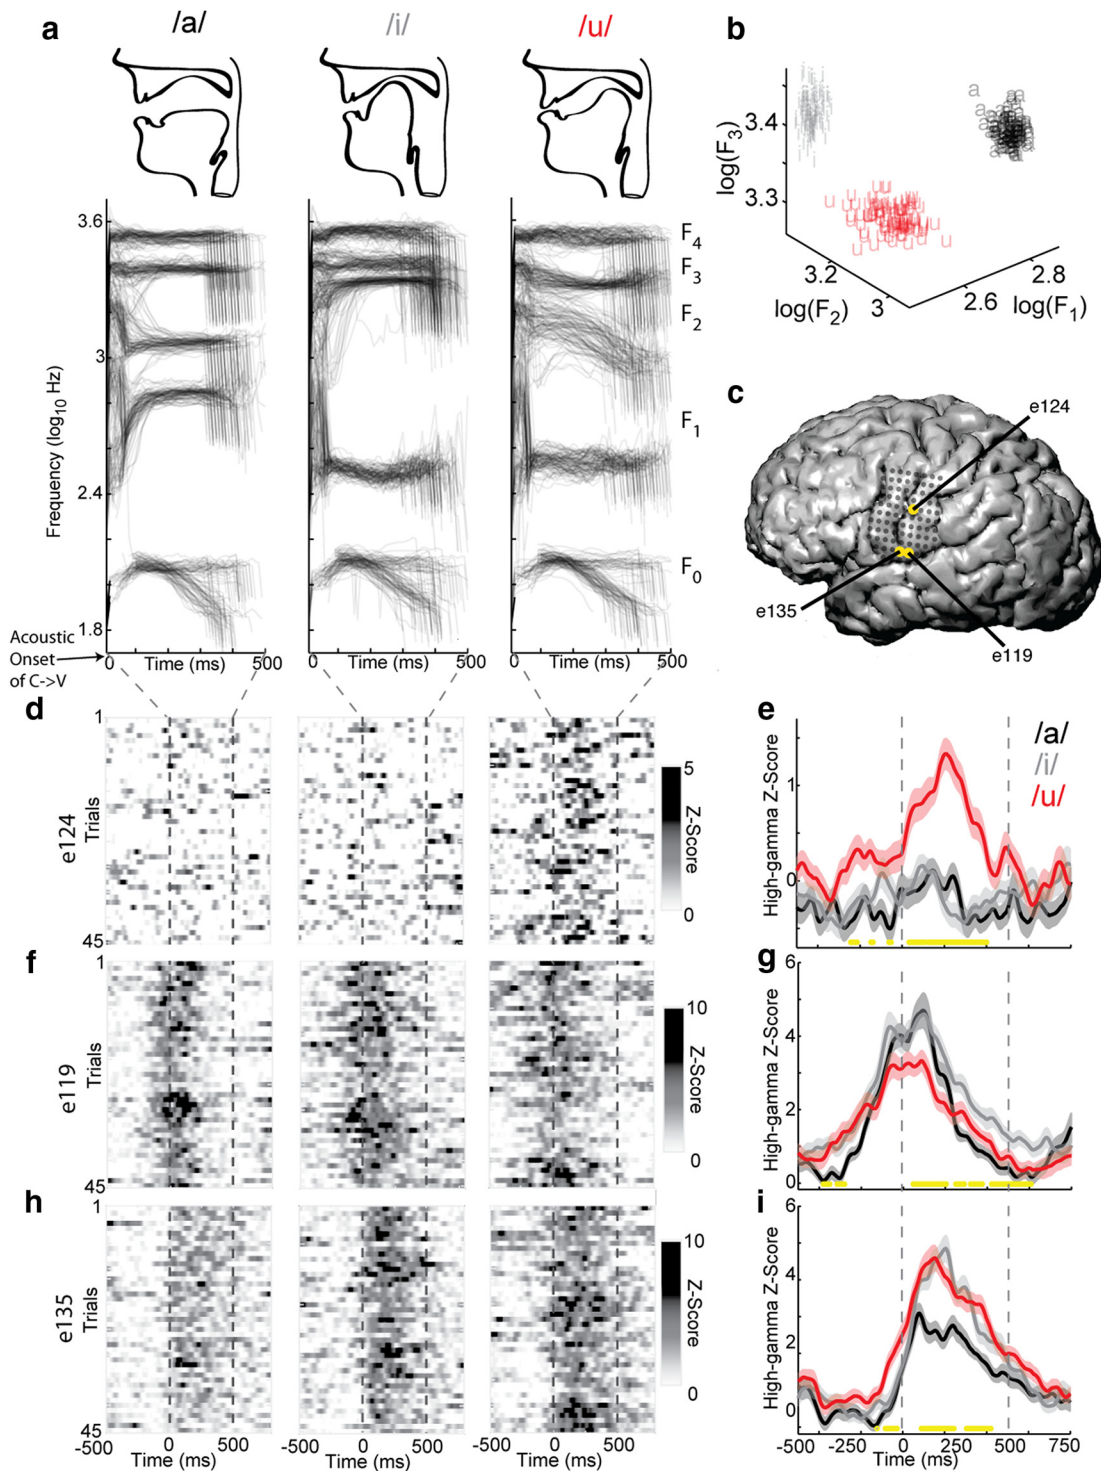 a
/a/
/i/
/u/
3.6
3
2.4
1.8
Frequency (log10 Hz)
F4
F3
F2
F1
F0
Acoustic
Onset
of C->V
0 Time (ms)
0 Time (ms)
0 Time (ms) 500
b
3.4
3.3
log(F3)
3.2
3
log(F2)
2.6
2.8
log(F1)
a
i
u
c
e124
e135
e119
d
1
45
e124
Trials
5
0
Z-Score
e
/a/
/i/
/u/
1
0
High-gamma Z-Score
f
1
45
e119
Trials
10
0
Z-Score
g
6
4
2
0
High-gamma Z-Score
h
1
45
e135
Trials
10
0
Z-Score
-500 0 500
Time (ms)
0 500
Time (ms)
0 500
Time (ms)
i
6
4
2
0
High-gamma Z-Score
-500 -250 0 250 500 750
Time (ms)